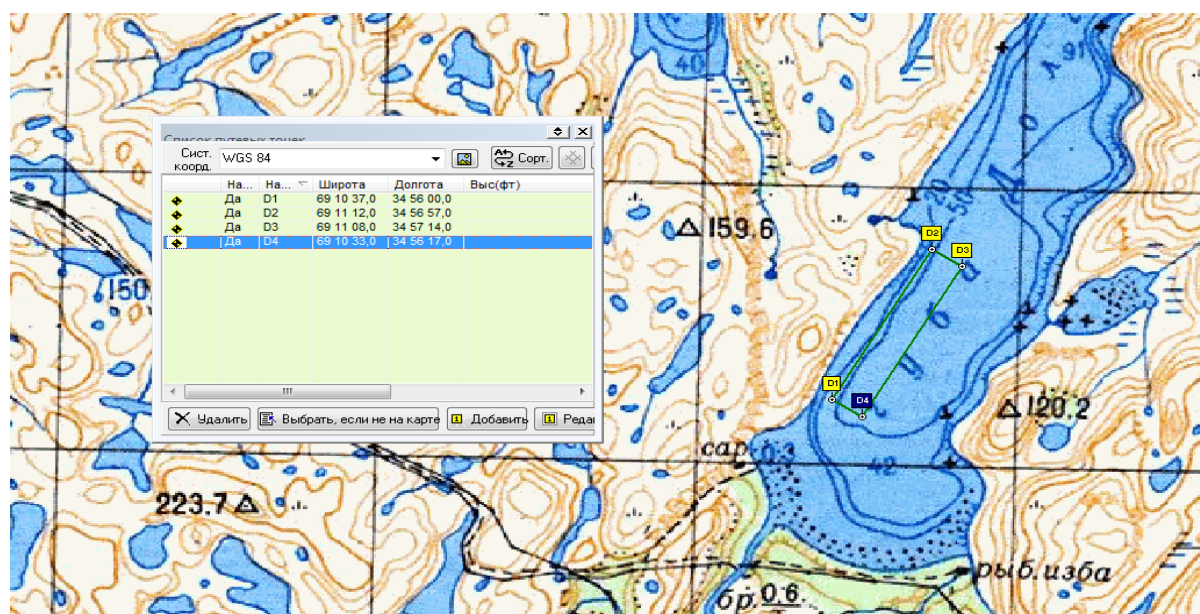 40
91
Список путевых точек
Сист. коорд.
WGS 84
Сорт.
На... На... Широта Долгота Выс(фт)
Да D1 69 10 37,0 34 56 00,0
Да D2 69 11 12,0 34 56 57,0
Да D3 69 11 08,0 34 57 14,0
Да D4 69 10 33,0 34 56 17,0
159.6
20
50
D2
D3
150
D1
D4
120.2
Удалить
Выбрать, если не на карте
Добавить
Реда
сар.
0.3
42
223.7
рыб.изба
бр.0.6.